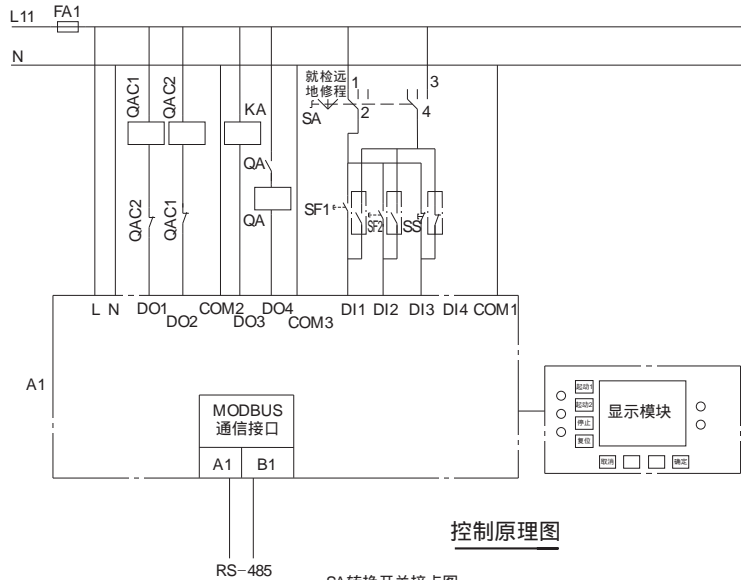 L11 FA1
N
QAC1
QAC2
KA
就检远
地修程
SA
1
2
3
4
QAC2
QAC1
QA
QA
SF1
SF2
SS
L N DO1 DO2 COM2 DO3 DO4 COM3 DI1 DI2 DI3 DI4 COM1
A1
MODBUS
通信接口
A1 B1
RS-485
起动1
起动2
停止
复位
显示模块
取消
确定
控制原理图